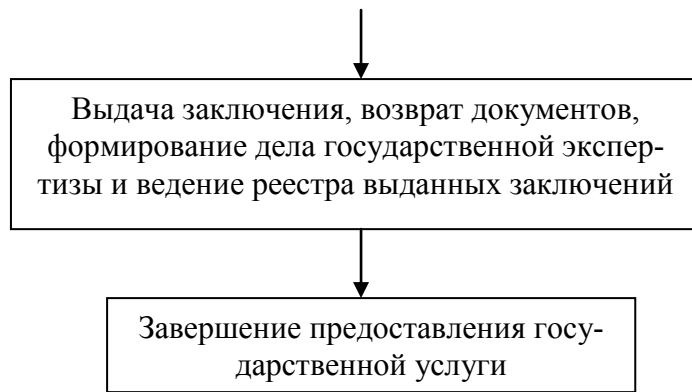 Выдача заключения, возврат документов,
формирование дела государственной экспер-
тизы и ведение реестра выданных заключений
Завершение предоставления госу-
дарственной услуги